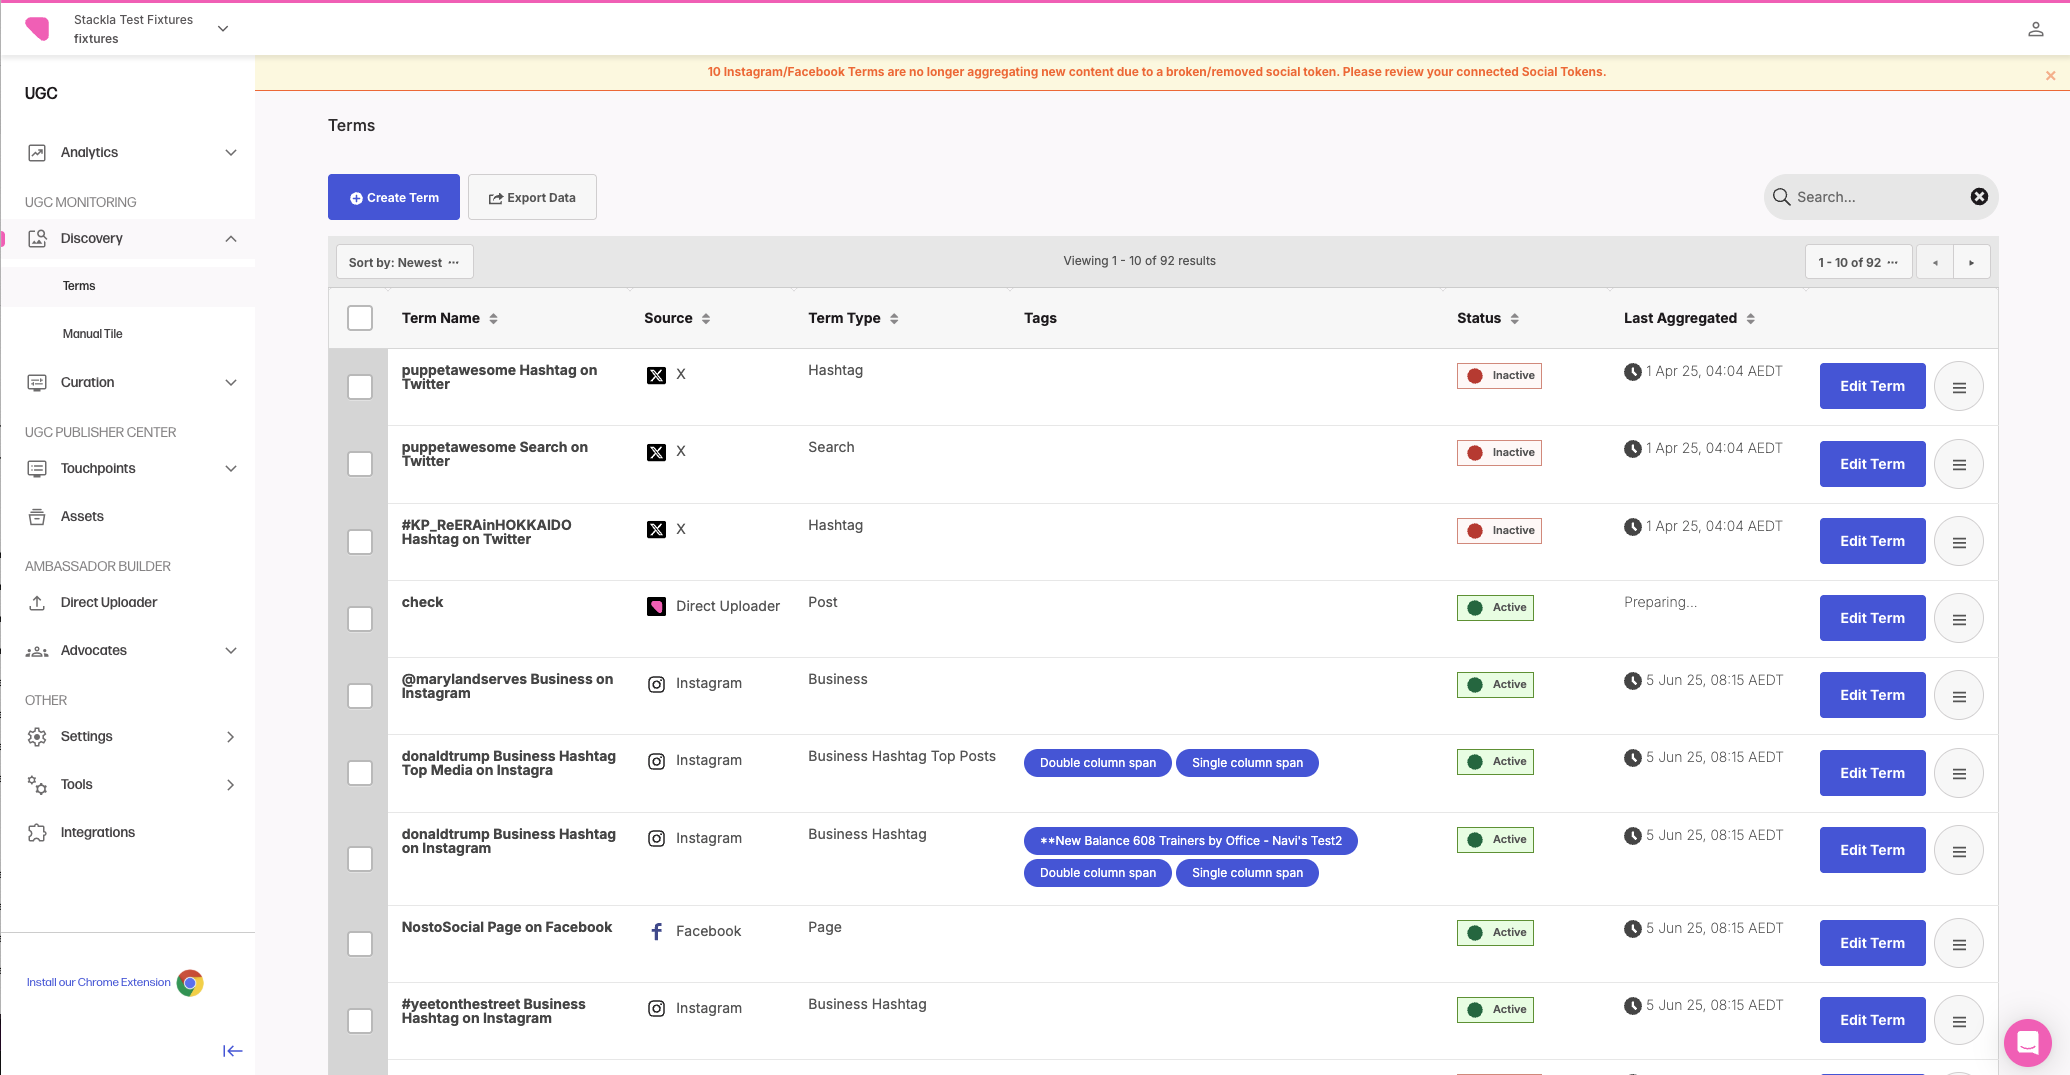 Stackla Test Fixtures
fixtures
10 Instagram/Facebook Terms are no longer aggregating new content due to a broken/removed social token. Please review your connected Social Tokens.
UGC
Analytics
UGC MONITORING
Discovery
Terms
Manual Tile
Curation
UGC PUBLISHER CENTER
Touchpoints
Assets
AMBASSADOR BUILDER
Direct Uploader
Advocates
OTHER
Settings
Tools
Integrations
Install our Chrome Extension
Terms
Create Term
Export Data
Search...
Sort by: Newest ···
Viewing 1 - 10 of 92 results
1 - 10 of 92 ···
Term Name Source Term Type Tags Status Last Aggregated
puppetawesome Hashtag on
Twitter
X
Hashtag
Inactive
1 Apr 25, 04:04 AEDT
Edit Term
puppetawesome Search on
Twitter
X
Search
Inactive
1 Apr 25, 04:04 AEDT
Edit Term
#KP_ReERAinHOKKAIDO
Hashtag on Twitter
X
Hashtag
Inactive
1 Apr 25, 04:04 AEDT
Edit Term
check
Direct Uploader
Post
Active
Preparing...
Edit Term
@marylandserves Business on
Instagram
Instagram
Business
Active
5 Jun 25, 08:15 AEDT
Edit Term
donaldtrump Business Hashtag
Top Media on Instagra
Instagram
Business Hashtag Top Posts
Double column span
Single column span
Active
5 Jun 25, 08:15 AEDT
Edit Term
donaldtrump Business Hashtag
on Instagram
Instagram
Business Hashtag
**New Balance 608 Trainers by Office - Navi's Test2
Double column span
Single column span
Active
5 Jun 25, 08:15 AEDT
Edit Term
NostoSocial Page on Facebook
Facebook
Page
Active
5 Jun 25, 08:15 AEDT
Edit Term
#yeetonthestreet Business
Hashtag on Instagram
Instagram
Business Hashtag
Active
5 Jun 25, 08:15 AEDT
Edit Term